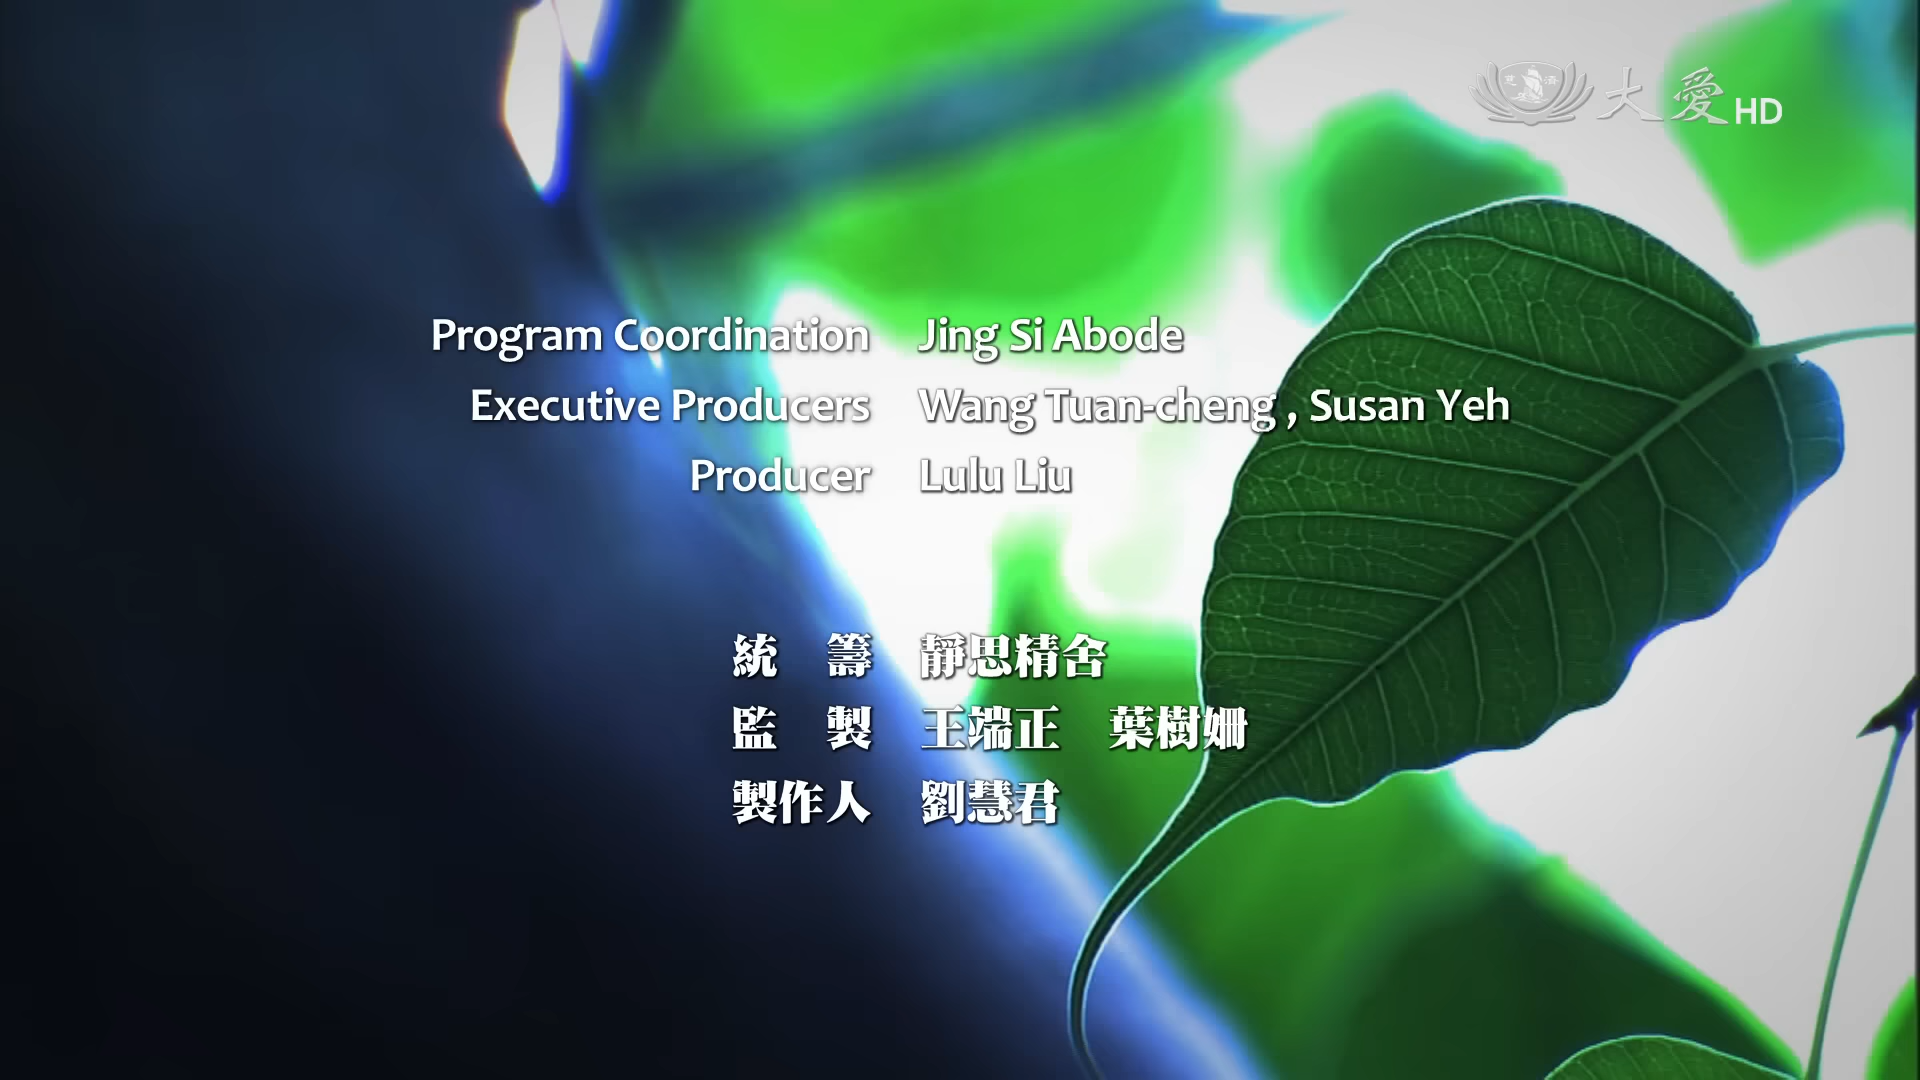 大愛HD
Program Coordination Jing Si Abode
Executive Producers Wang Tuan-cheng , Susan Yeh
Producer Lulu Liu
統 籌 靜思精舍
監 製 王端正 葉樹姍
製作人 劉慧君